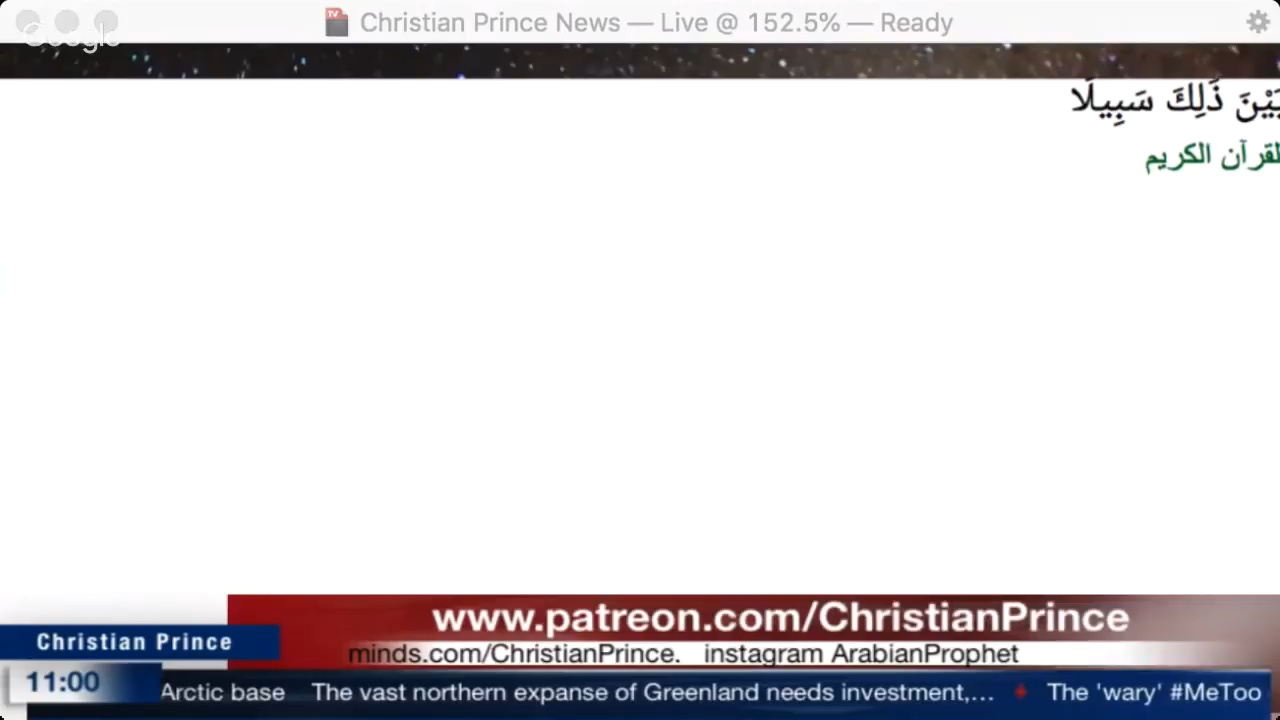 Google
Christian Prince News — Live @ 152.5% — Ready
بَيْنَ ذَلِكَ سَبِيلًا
القرآن الكريم
www.patreon.com/ChristianPrince
Christian Prince
minds.com/ChristianPrince. instagram ArabianProphet
11:00
Arctic base The vast northern expanse of Greenland needs investment,... The 'wary' #MeToo